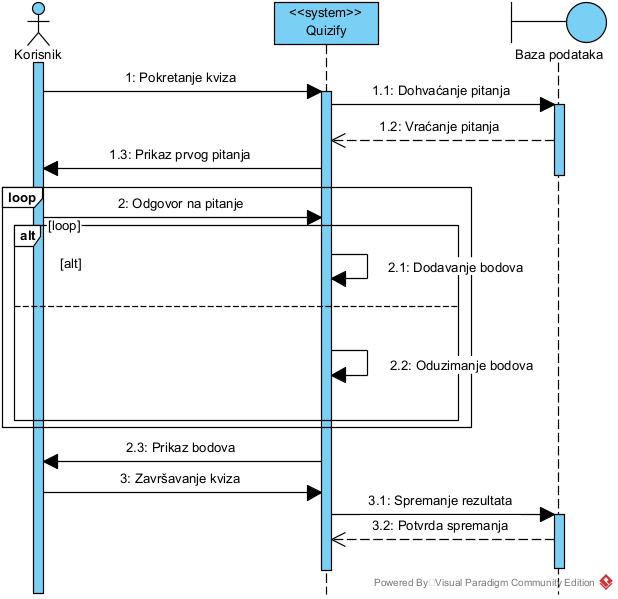 <<system>>
Quizify
Korisnik
Baza podataka
1: Pokretanje kviza
1.1: Dohvaćanje pitanja
1.2: Vraćanje pitanja
1.3: Prikaz prvog pitanja
loop
2: Odgovor na pitanje
[loop]
alt
[alt]
2.1: Dodavanje bodova
2.2: Oduzimanje bodova
2.3: Prikaz bodova
3: Završavanje kviza
3.1: Spremanje rezultata
3.2: Potvrda spremanja
Powered By Visual Paradigm Community Edition